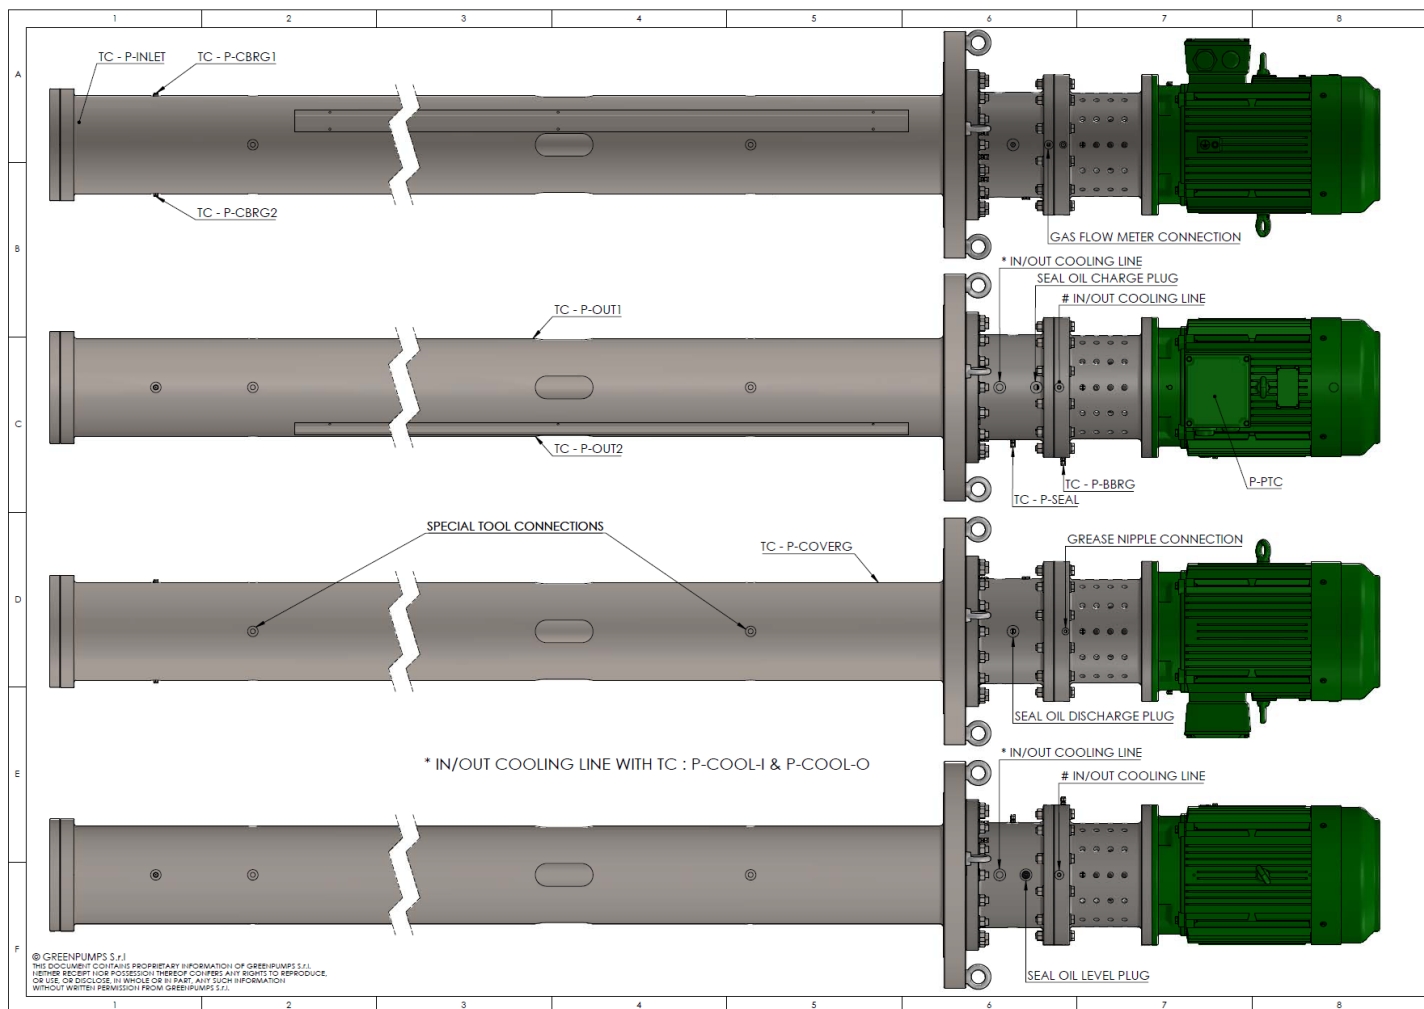 1 2 3 4 5 6 7 8
A
TC - P-INLET
TC - P-CBRG1
TC - P-CBRG2
GAS FLOW METER CONNECTION
B
* IN/OUT COOLING LINE
SEAL OIL CHARGE PLUG
# IN/OUT COOLING LINE
TC - P-OUT1
C
TC - P-OUT2
TC - P-BBRG
P-PTC
TC - P-SEAL
SPECIAL TOOL CONNECTIONS
TC - P-COVERG
GREASE NIPPLE CONNECTION
D
SEAL OIL DISCHARGE PLUG
* IN/OUT COOLING LINE WITH TC : P-COOL-I & P-COOL-O
* IN/OUT COOLING LINE
# IN/OUT COOLING LINE
E
SEAL OIL LEVEL PLUG
F
© GREENPUMPS S.r.l
THIS DOCUMENT CONTAINS PROPRIETARY INFORMATION OF GREENPUMPS S.r.l.
NEITHER RECEIPT NOR POSSESSION THEREOF CONFERS ANY RIGHTS TO REPRODUCE,
OR USE, OR DISCLOSE, IN WHOLE OR IN PART, ANY SUCH INFORMATION
WITHOUT WRITTEN PERMISSION FROM GREENPUMPS S.r.l.
1 2 3 4 5 6 7 8